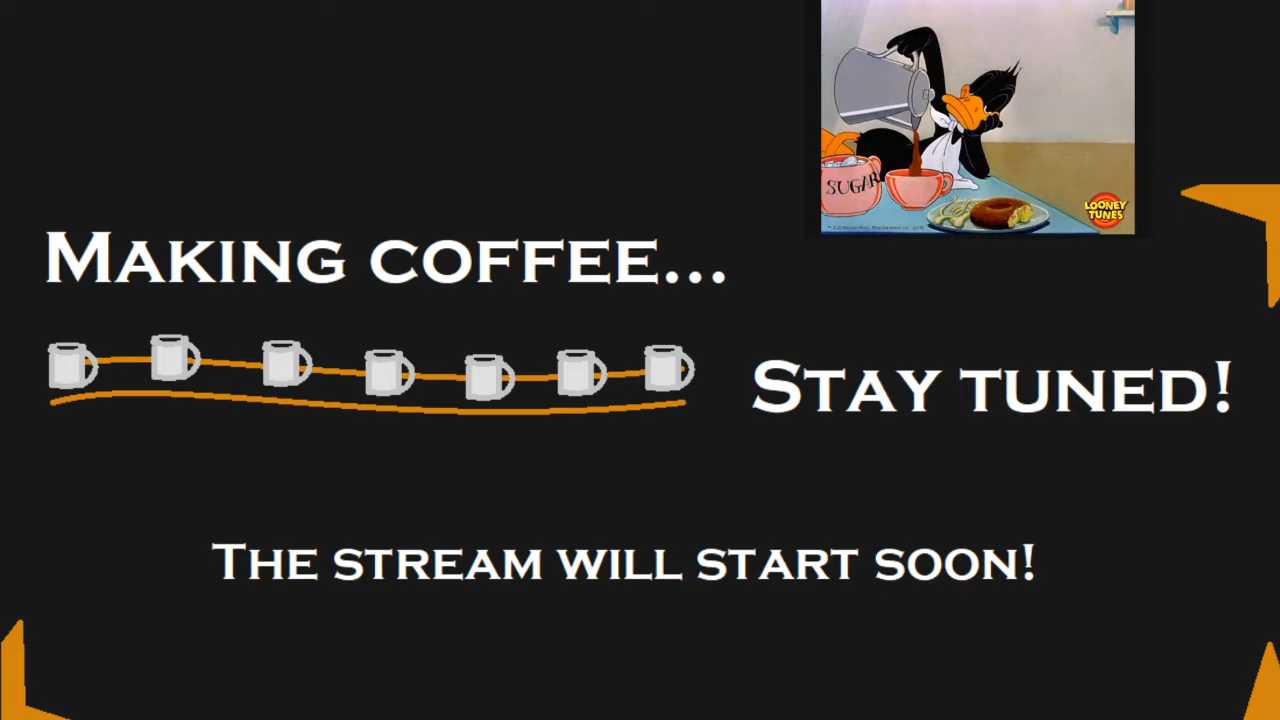 SUGAR
LOONEY
TUNES
MAKING COFFEE...
STAY TUNED!
THE STREAM WILL START SOON!